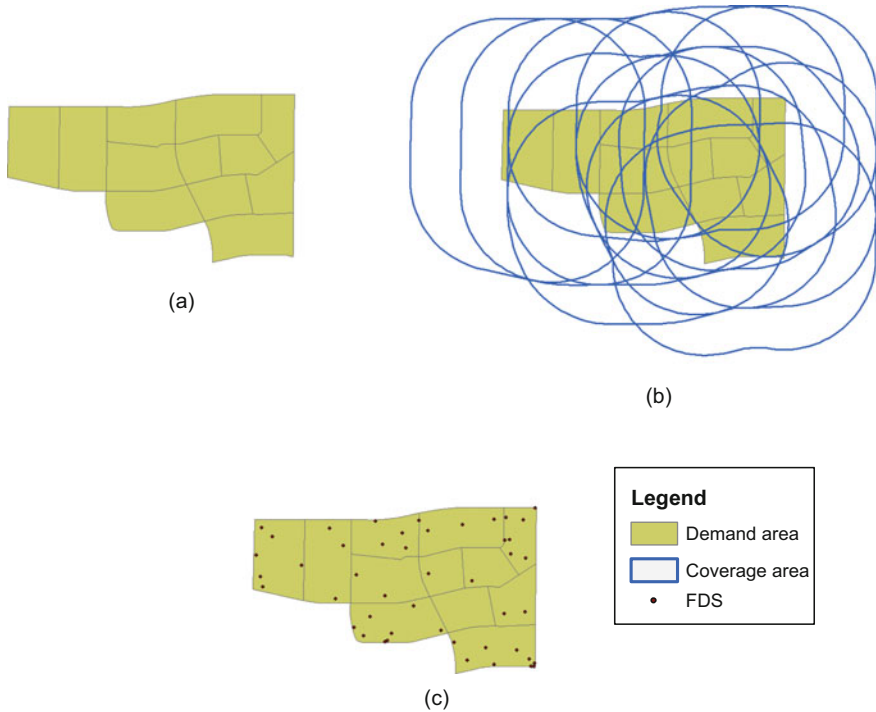 (a)
(b)
Legend
Demand area
Coverage area
FDS
(c)